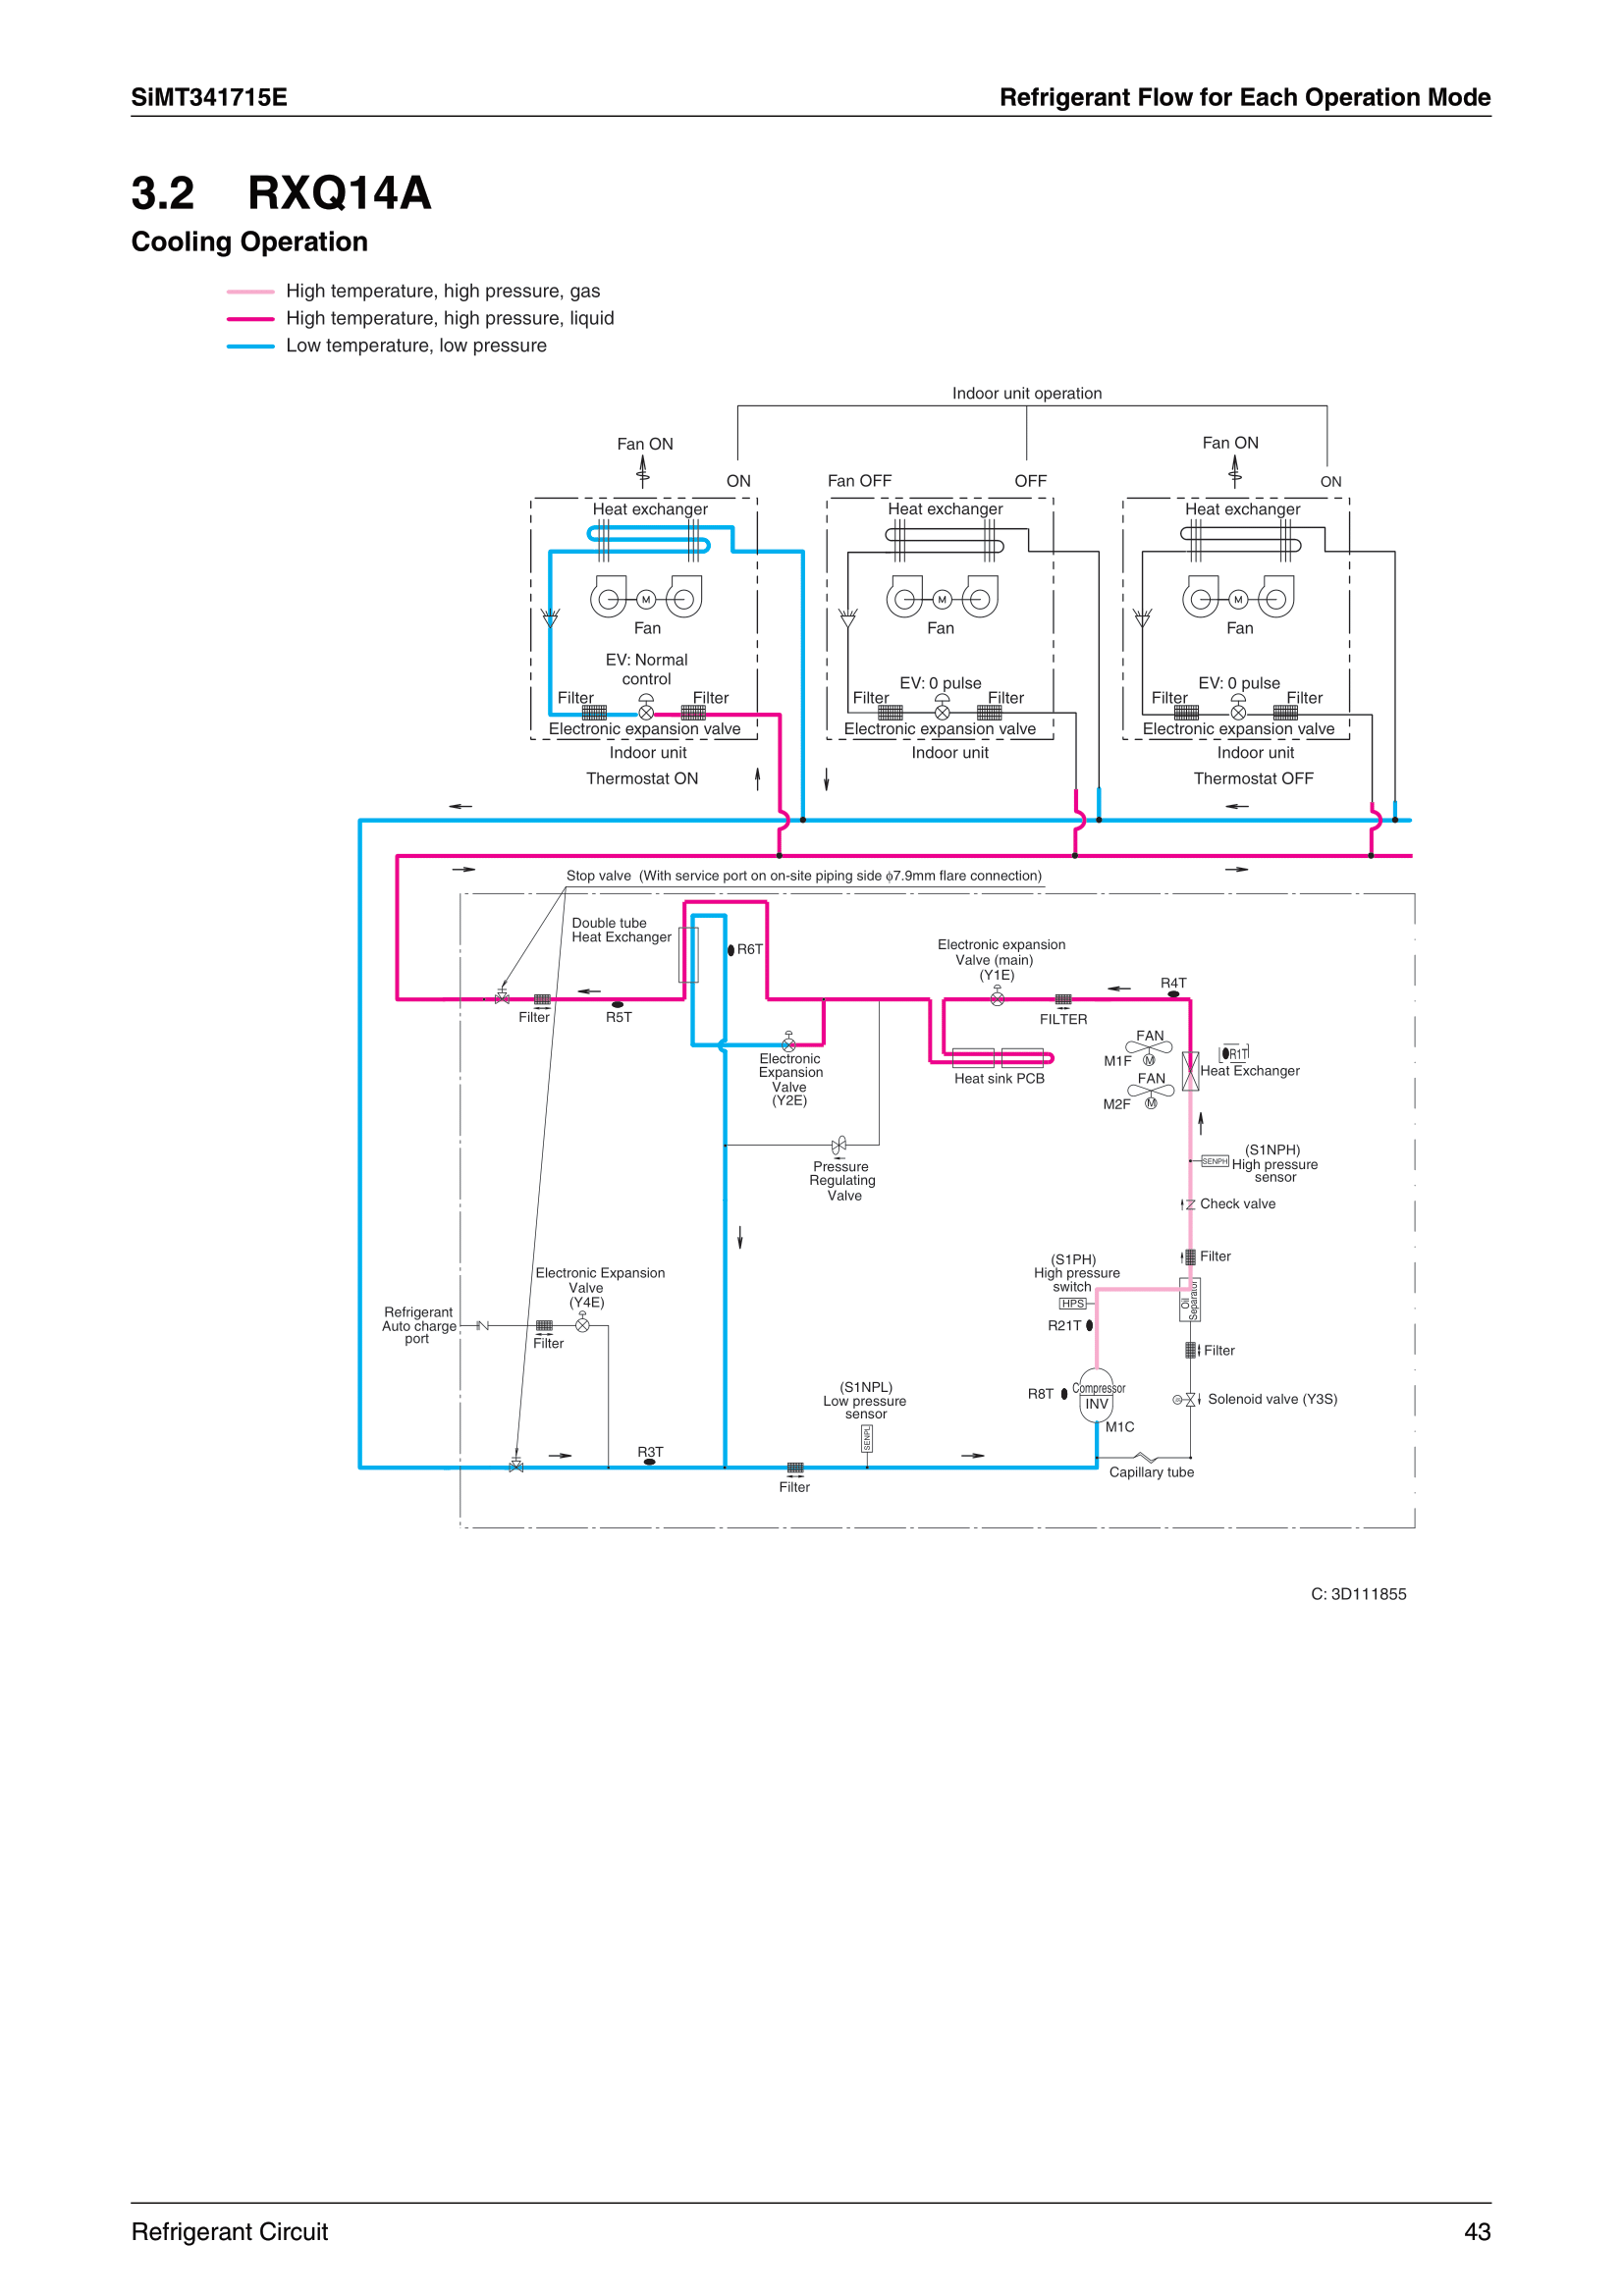 SiMT341715E
Refrigerant Flow for Each Operation Mode
3.2 RXQ14A
Cooling Operation
High temperature, high pressure, gas
High temperature, high pressure, liquid
Low temperature, low pressure
Indoor unit operation
Fan ON
ON
Fan OFF
OFF
Fan ON
ON
Heat exchanger
Heat exchanger
Heat exchanger
M
M
M
Fan
Fan
Fan
EV: Normal
control
EV: 0 pulse
EV: 0 pulse
Filter
Filter
Filter
Filter
Filter
Filter
Electronic expansion valve
Electronic expansion valve
Electronic expansion valve
Indoor unit
Indoor unit
Indoor unit
Thermostat ON
Thermostat OFF
Stop valve (With service port on on-site piping side φ7.9mm flare connection)
Double tube
Heat Exchanger
R6T
Electronic expansion
Valve (main)
(Y1E)
R4T
Filter
R5T
FILTER
FAN
M1F
M
R1T
Heat Exchanger
FAN
M2F
M
Electronic
Expansion
Valve
(Y2E)
Heat sink PCB
Pressure
Regulating
Valve
(S1NPH)
SENPH
High pressure
sensor
Check valve
Filter
(S1PH)
High pressure
switch
HPS
Oil
Separator
R21T
Electronic Expansion
Valve
(Y4E)
Refrigerant
Auto charge
port
Filter
Filter
(S1NPL)
Low pressure
sensor
SENPL
R8T
Compressor
INV
M1C
Solenoid valve (Y3S)
R3T
Filter
Capillary tube
C: 3D111855
Refrigerant Circuit
43